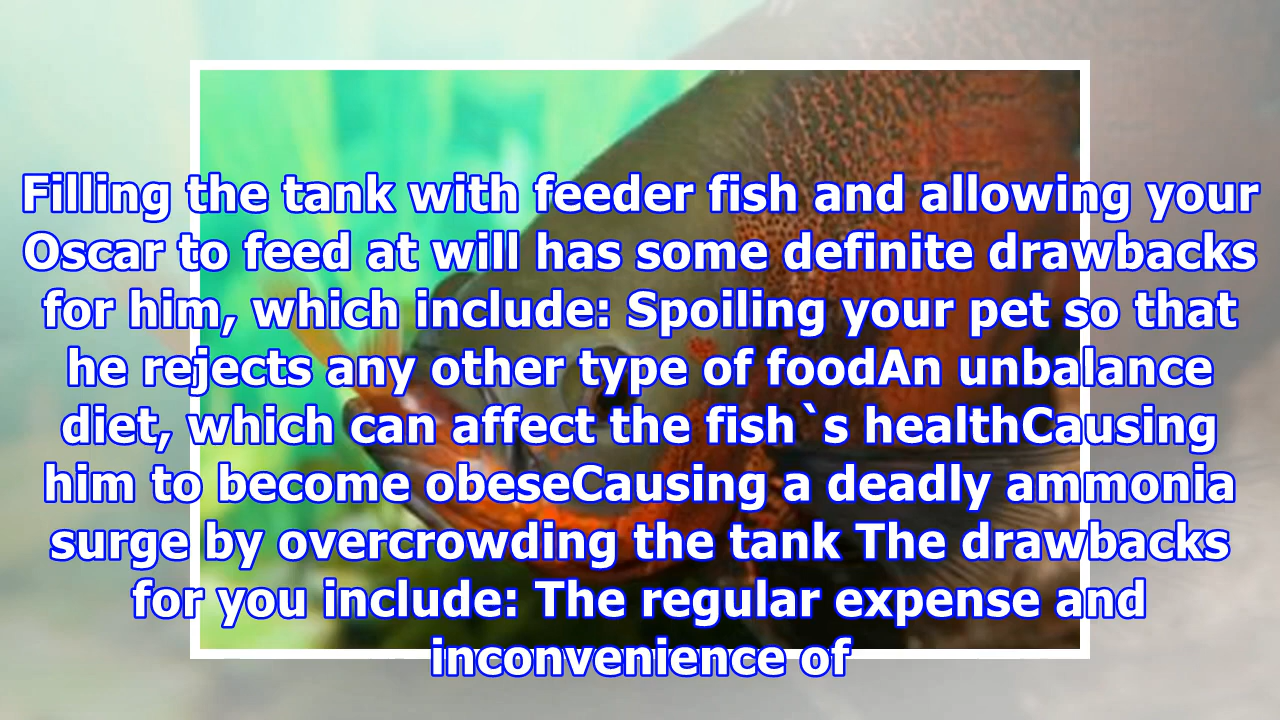 Filling the tank with feeder fish and allowing your
Oscar to feed at will has some definite drawbacks
for him, which include: Spoiling your pet so that
he rejects any other type of foodAn unbalance
diet, which can affect the fish`s healthCausing
him to become obeseCausing a deadly ammonia
surge by overcrowding the tank The drawbacks
for you include: The regular expense and
inconvenience of